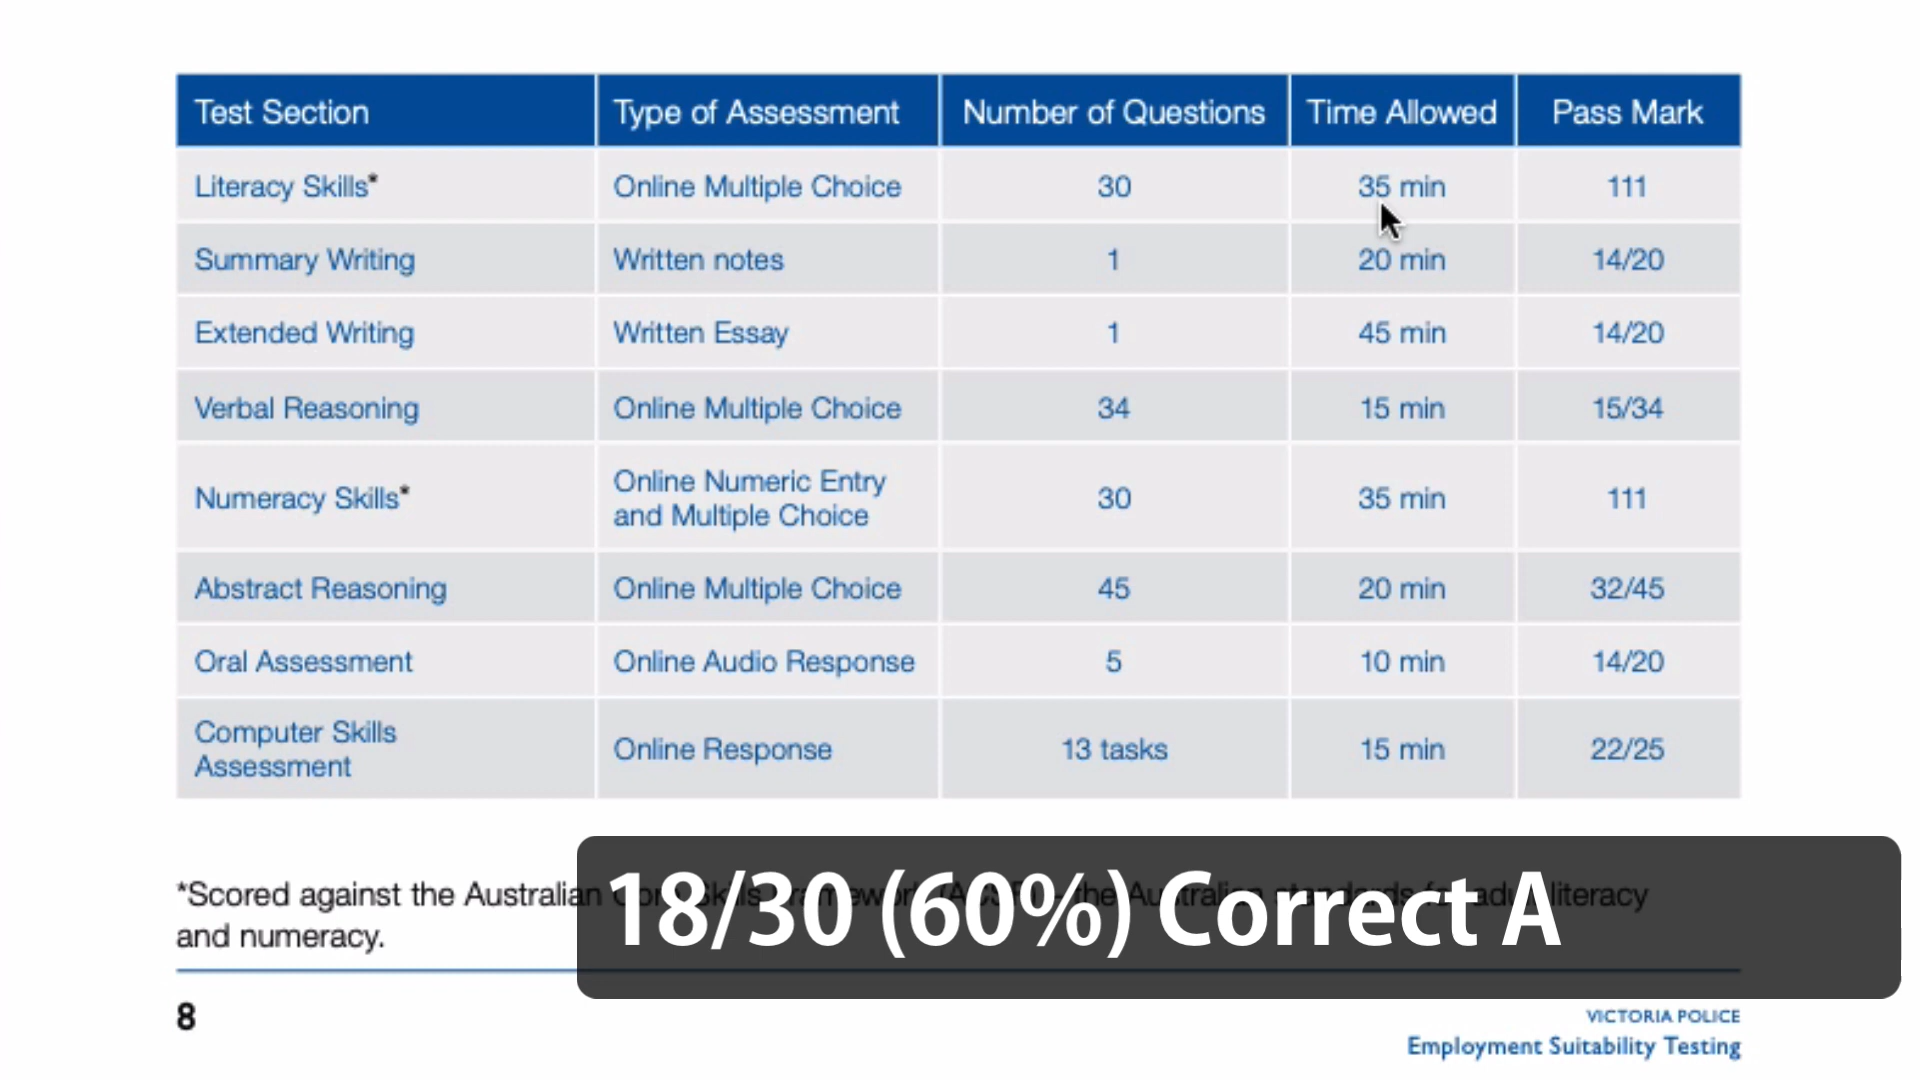 Test Section Type of Assessment Number of Questions Time Allowed Pass Mark
Literacy Skills* Online Multiple Choice 30 35 min 111
Summary Writing Written notes 1 20 min 14/20
Extended Writing Written Essay 1 45 min 14/20
Verbal Reasoning Online Multiple Choice 34 15 min 15/34
Numeracy Skills* Online Numeric Entry and Multiple Choice 30 35 min 111
Abstract Reasoning Online Multiple Choice 45 20 min 32/45
Oral Assessment Online Audio Response 5 10 min 14/20
Computer Skills Assessment Online Response 13 tasks 15 min 22/25
*Scored against the Australian literacy
and numeracy.
18/30 (60%) Correct A
8
VICTORIA POLICE
Employment Suitability Testing